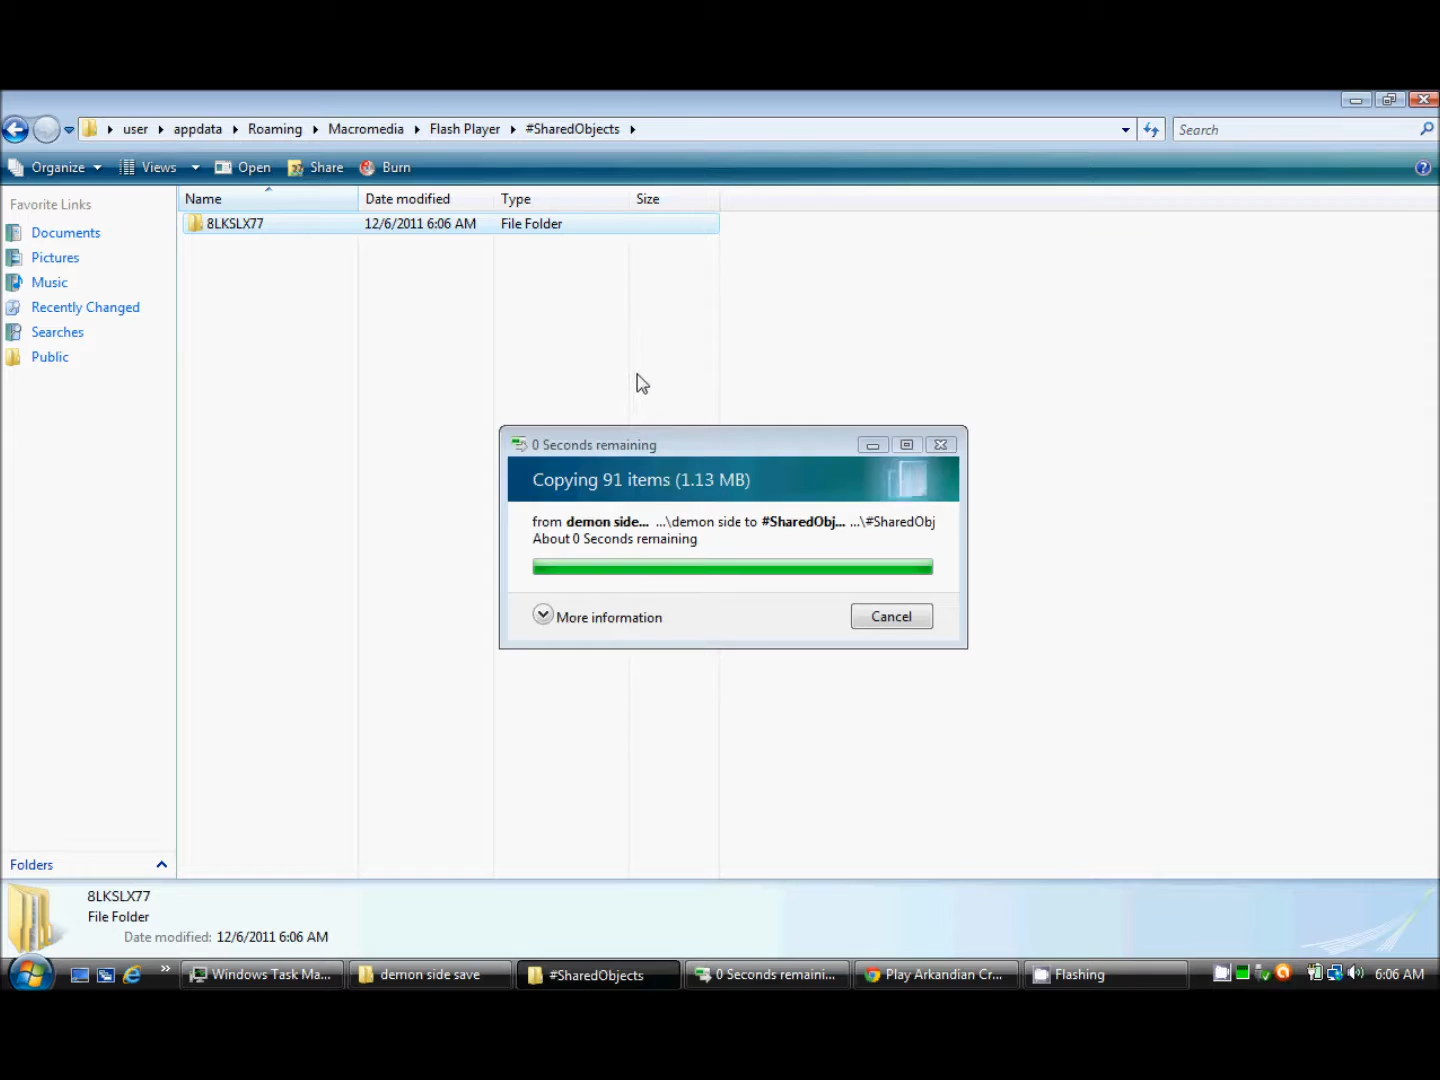 user appdata Roaming Macromedia Flash Player #SharedObjects
Search
Organize Views Open Share Burn
Name Date modified Type Size
8LKSLX77 12/6/2011 6:06 AM File Folder
Favorite Links
Documents
Pictures
Music
Recently Changed
Searches
Public
0 Seconds remaining
Copying 91 items (1.13 MB)
from demon side... ...\demon side to #SharedObj... ...\#SharedObj
About 0 Seconds remaining
More information
Cancel
Folders
8LKSLX77
File Folder
Date modified: 12/6/2011 6:06 AM
Windows Task Ma... demon side save #SharedObjects 0 Seconds remaini... Play Arkandian Cr... Flashing 6:06 AM